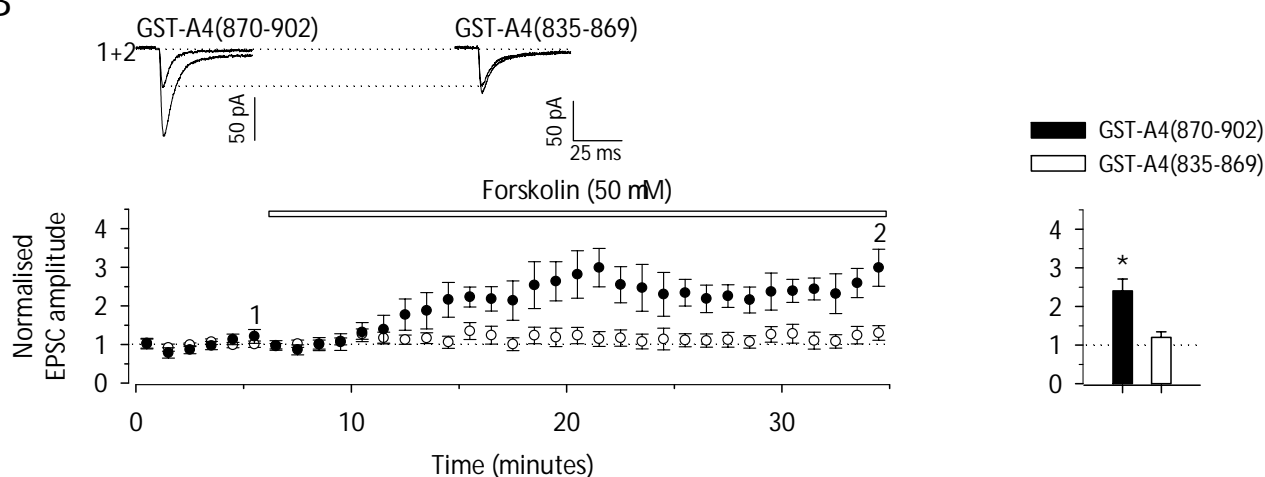 GST-A4(870-902)
GST-A4(835-869)
1+2
50 pA
50 pA
25 ms
GST-A4(870-902)
GST-A4(835-869)
Forskolin (50 mM)
Normalised
EPSC amplitude
4
3
2
1
0
1
2
0
10
20
30
Time (minutes)
4
3
2
1
0
*